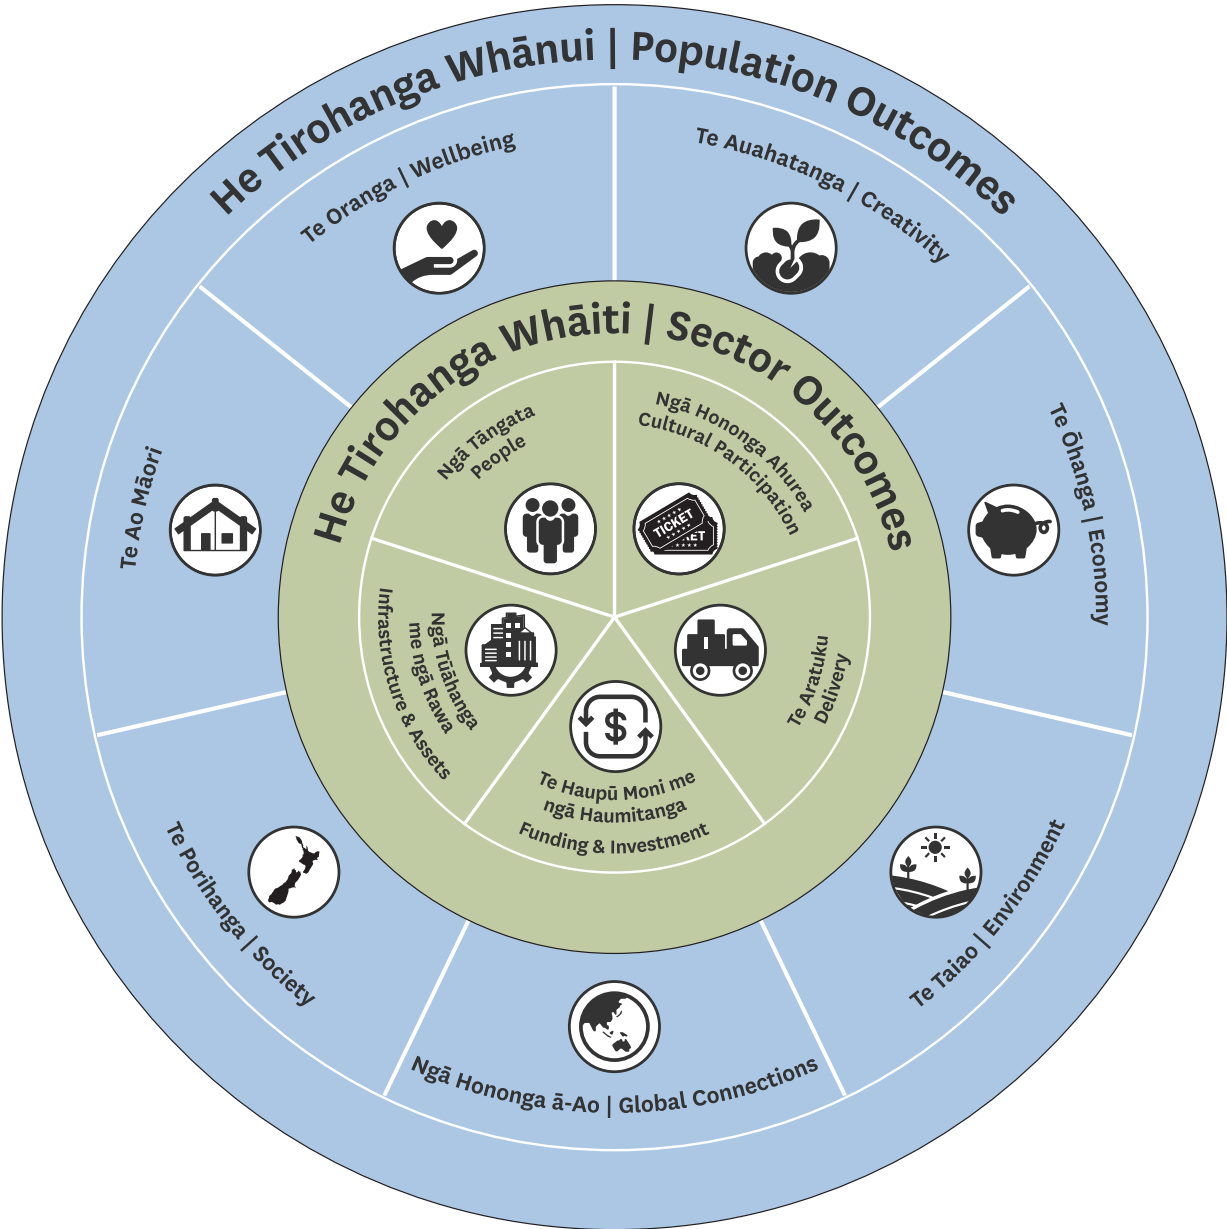 He Tirohanga Whānui | Population Outcomes
Te Oranga | Wellbeing
Te Auahatanga | Creativity
Te Ōhanga | Economy
Te Taiao | Environment
Ngā Hononga ā-Ao | Global Connections
Te Porihanga | Society
Te Ao Māori
He Tirohanga Whāiti | Sector Outcomes
Ngā Tāngata
People
Ngā Hononga Ahurea
Cultural Participation
TICKET
KET
Te Aratuku
Delivery
$
Te Haupū Moni me
ngā Haumitanga
Funding & Investment
Ngā Tūāhanga
me ngā Rawa
Infrastructure & Assets